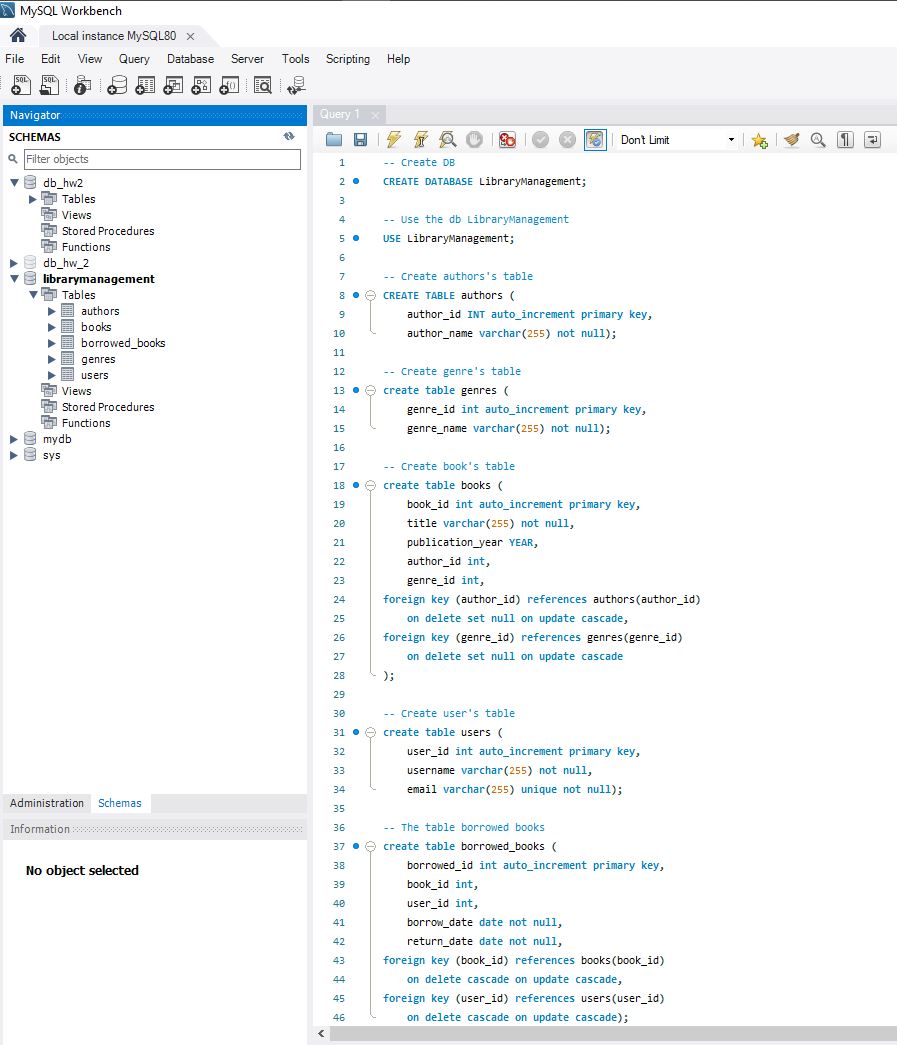 MySQL Workbench
Local instance MySQL80
File Edit View Query Database Server Tools Scripting Help
Navigator
SCHEMAS
Filter objects
db_hw2
Tables
Views
Stored Procedures
Functions
db_hw_2
librarymanagement
Tables
authors
books
borrowed_books
genres
users
Views
Stored Procedures
Functions
mydb
sys
Administration Schemas
Information
No object selected
Query 1
Don't Limit
1 -- Create DB
2 CREATE DATABASE LibraryManagement;
3
4 -- Use the db LibraryManagement
5 USE LibraryManagement;
6
7 -- Create authors's table
8 CREATE TABLE authors (
9 author_id INT auto_increment primary key,
10 author_name varchar(255) not null);
11
12 -- Create genre's table
13 create table genres (
14 genre_id int auto_increment primary key,
15 genre_name varchar(255) not null);
16
17 -- Create book's table
18 create table books (
19 book_id int auto_increment primary key,
20 title varchar(255) not null,
21 publication_year YEAR,
22 author_id int,
23 genre_id int,
24 foreign key (author_id) references authors(author_id)
25 on delete set null on update cascade,
26 foreign key (genre_id) references genres(genre_id)
27 on delete set null on update cascade
28 );
29
30 -- Create user's table
31 create table users (
32 user_id int auto_increment primary key,
33 username varchar(255) not null,
34 email varchar(255) unique not null);
35
36 -- The table borrowed books
37 create table borrowed_books (
38 borrowed_id int auto_increment primary key,
39 book_id int,
40 user_id int,
41 borrow_date date not null,
42 return_date date not null,
43 foreign key (book_id) references books(book_id)
44 on delete cascade on update cascade,
45 foreign key (user_id) references users(user_id)
46 on delete cascade on update cascade);